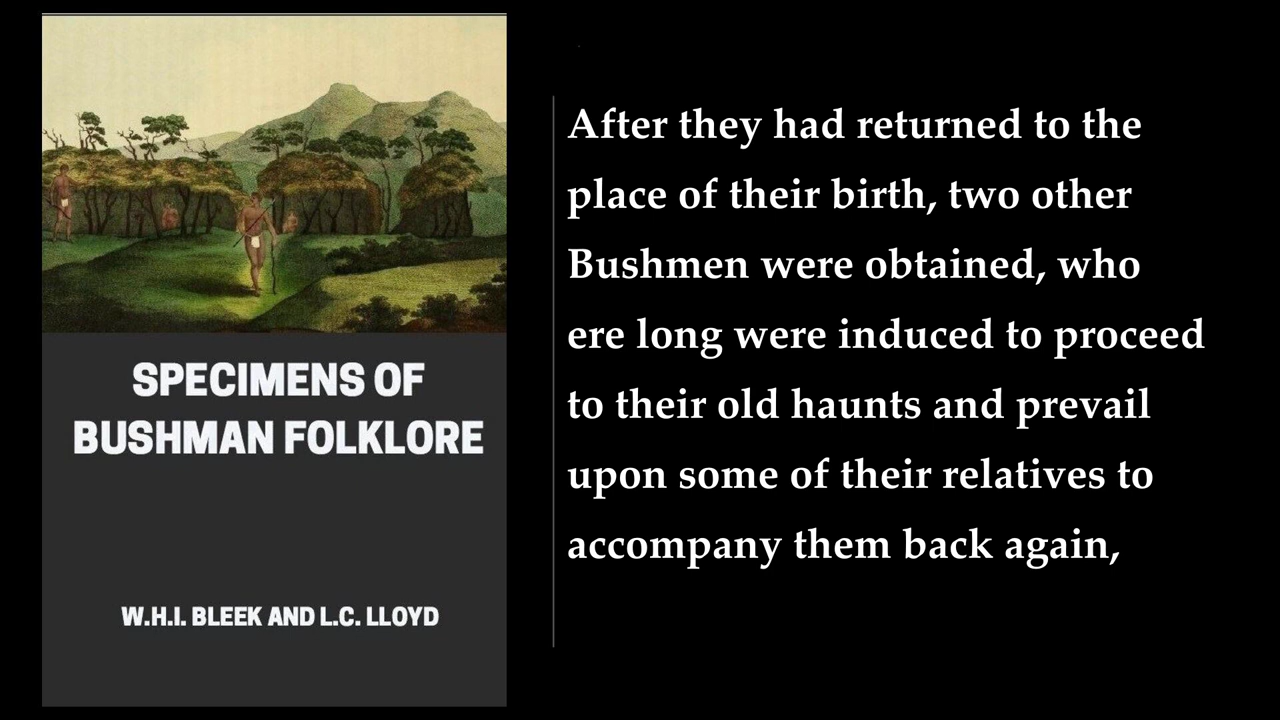 SPECIMENS OF
BUSHMAN FOLKLORE
W.H.I. BLEEK AND L.C. LLOYD
After they had returned to the
place of their birth, two other
Bushmen were obtained, who
ere long were induced to proceed
to their old haunts and prevail
upon some of their relatives to
accompany them back again,